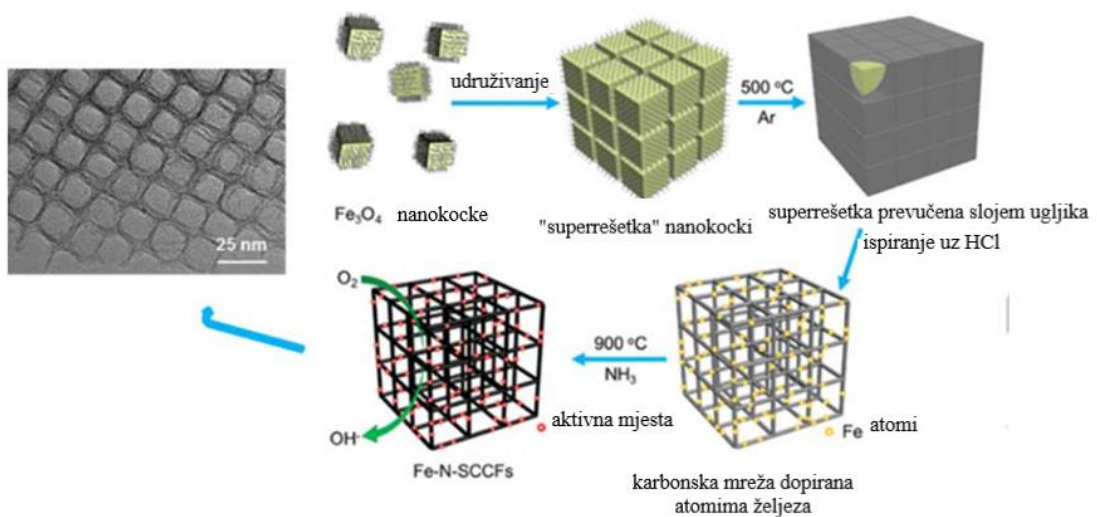 udruživanje
500 °C
Ar
Fe₃O₄ nanokocke
"superrešetka" nanokocki
superrešetka prevučena slojem ugljika
ispiranje uz HCl
25 nm
O₂
900 °C
NH₃
OH⁻
aktivna mjesta
Fe atomi
Fe-N-SCCFs
karbonska mreža dopirana
atomima željeza